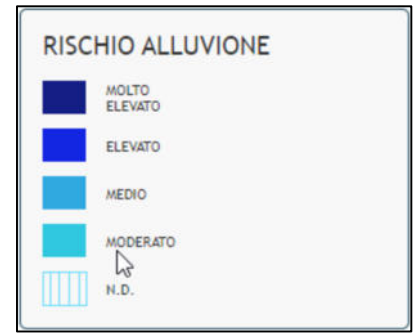 RISCHIO ALLUVIONE
MOLTO
ELEVATO
ELEVATO
MEDIO
MODERATO
N.D.